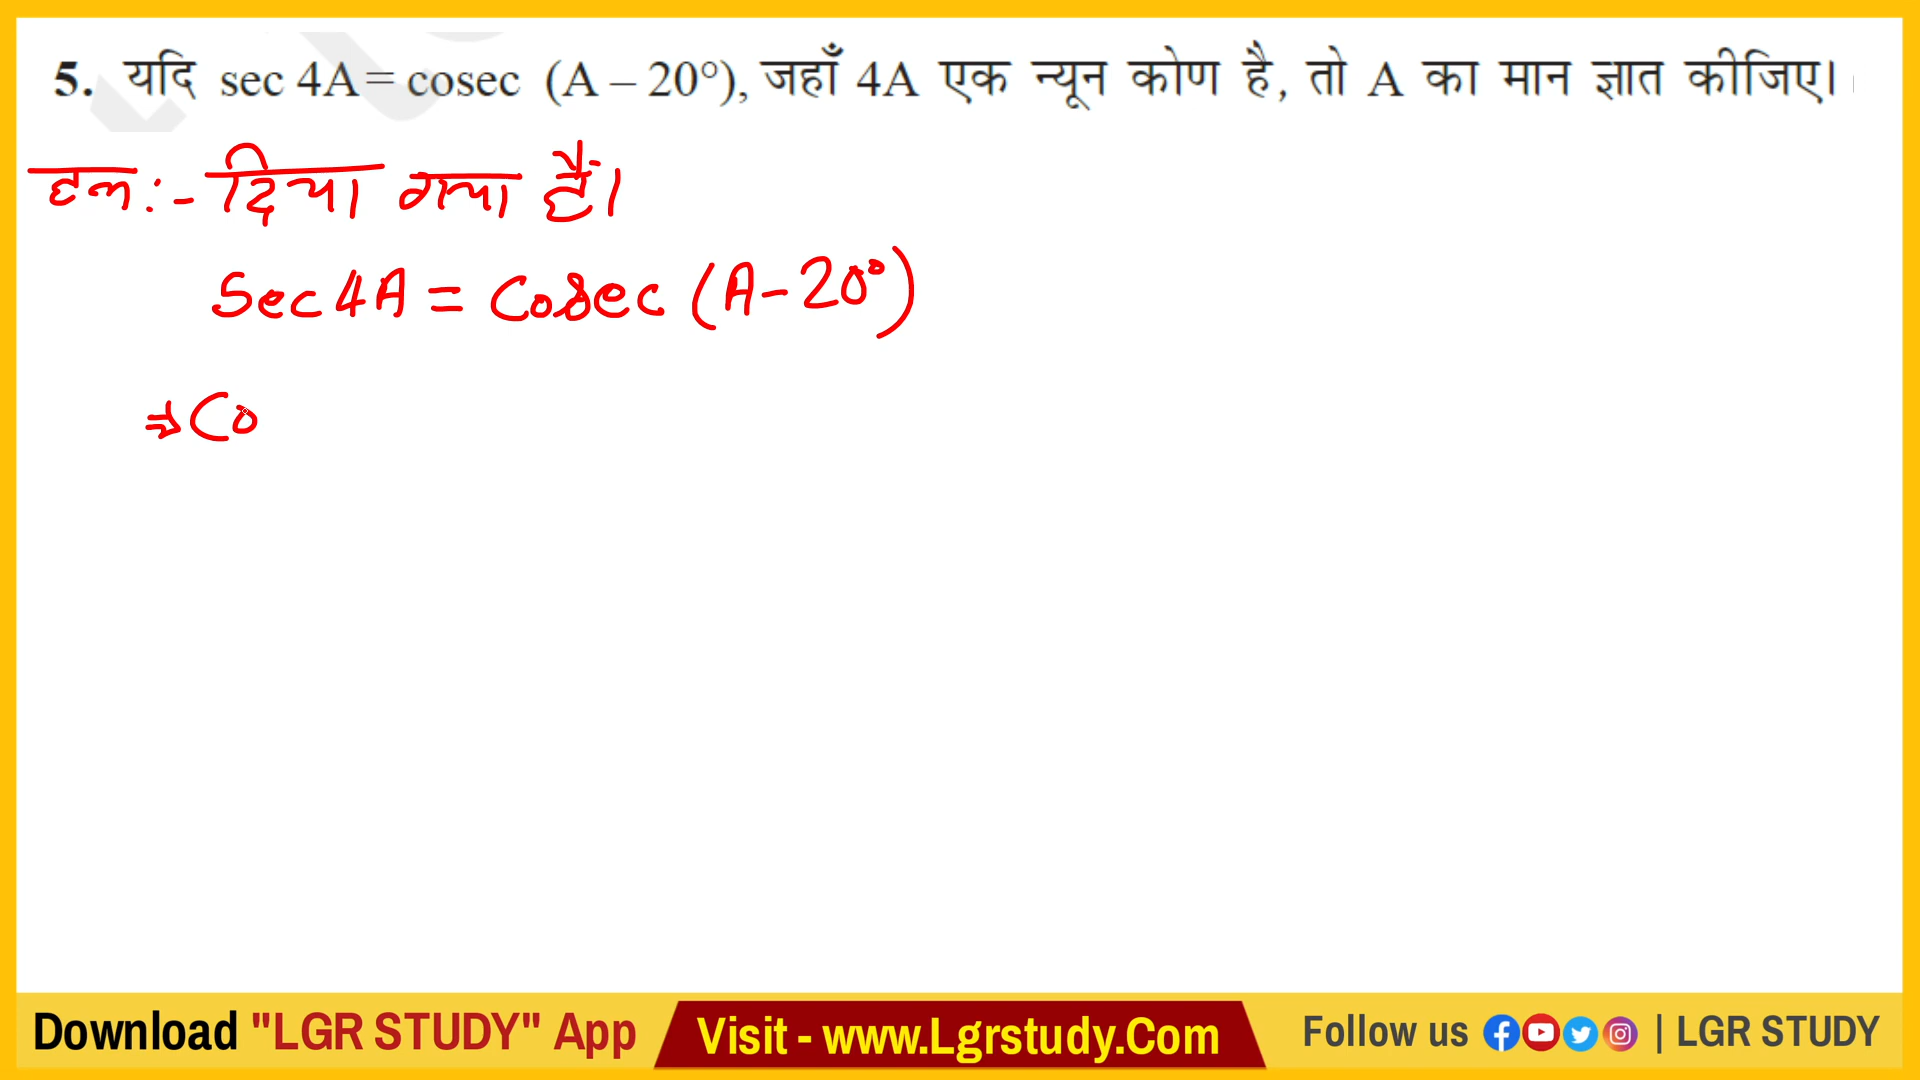 5. यदि sec 4A = cosec (A – 20°), जहाँ 4A एक न्यून कोण है, तो A का मान ज्ञात कीजिए।
हल :- दिया गया है।
Sec 4A = Cosec (A - 20°)
⇒ Co
Download "LGR STUDY" App
Visit - www.Lgrstudy.Com
Follow us | LGR STUDY